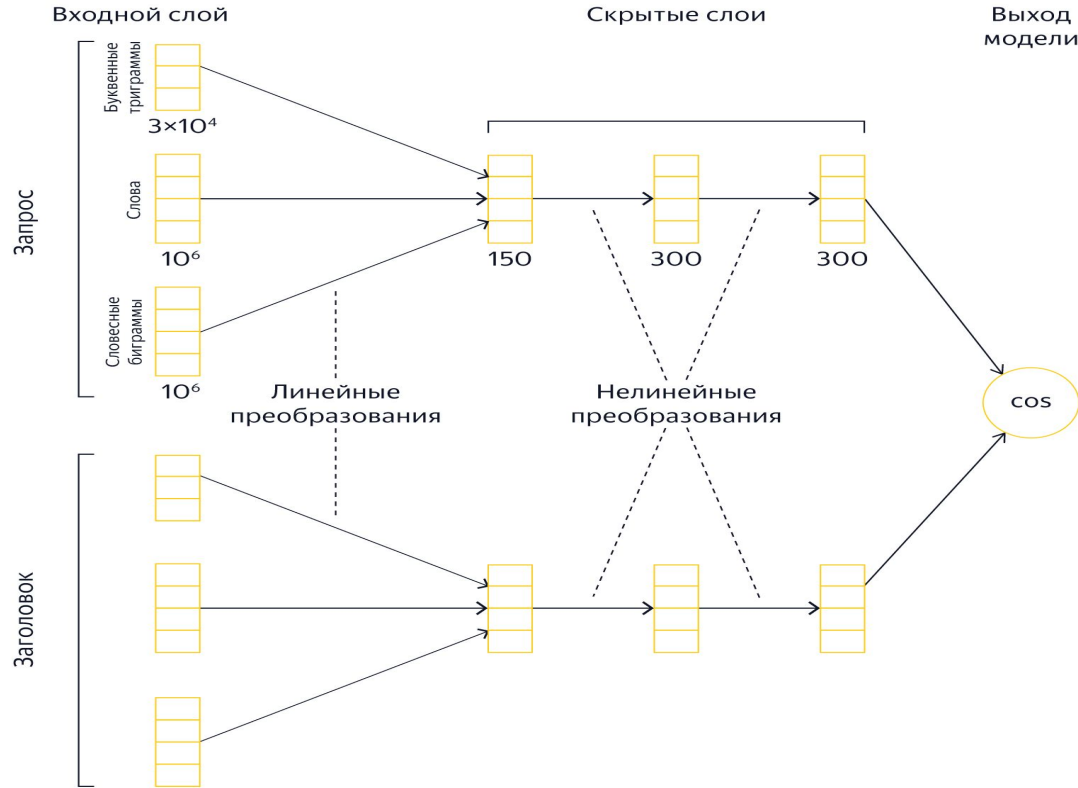 Входной слой
Скрытые слои
Выход
модели
Запрос
Буквенные
триграммы
3×10⁴
Слова
10⁶
Словесные
биграммы
10⁶
150
300
300
Линейные
преобразования
Нелинейные
преобразования
cos
Заголовок